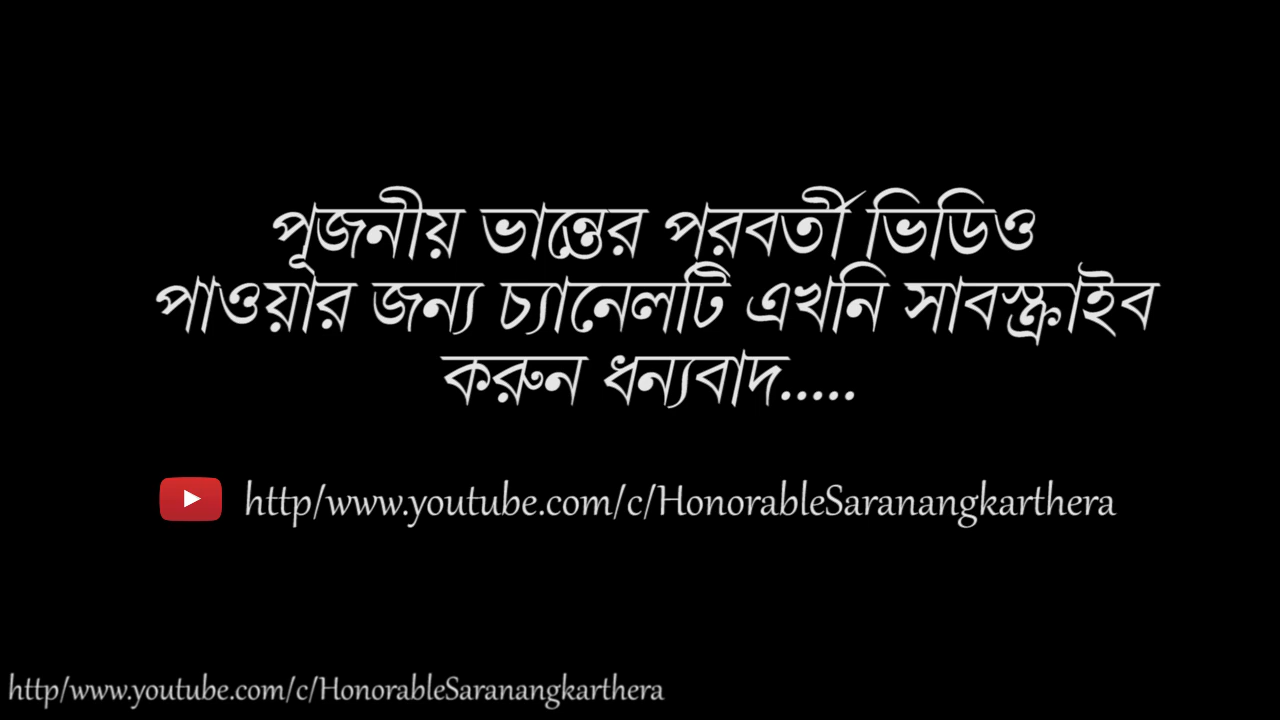 পূজনীয় ভান্তের পরবর্তী ভিডিও
পাওয়ার জন্য চ্যানেলটি এখনি সাবস্ক্রাইব
করুন ধন্যবাদ.....
http/www.youtube.com/c/HonorableSaranangkarthera
http/www.youtube.com/c/HonorableSaranangkarthera